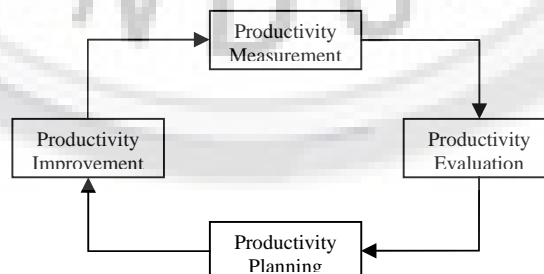 Productivity
Measurement
Productivity
Improvement
Productivity
Evaluation
Productivity
Planning